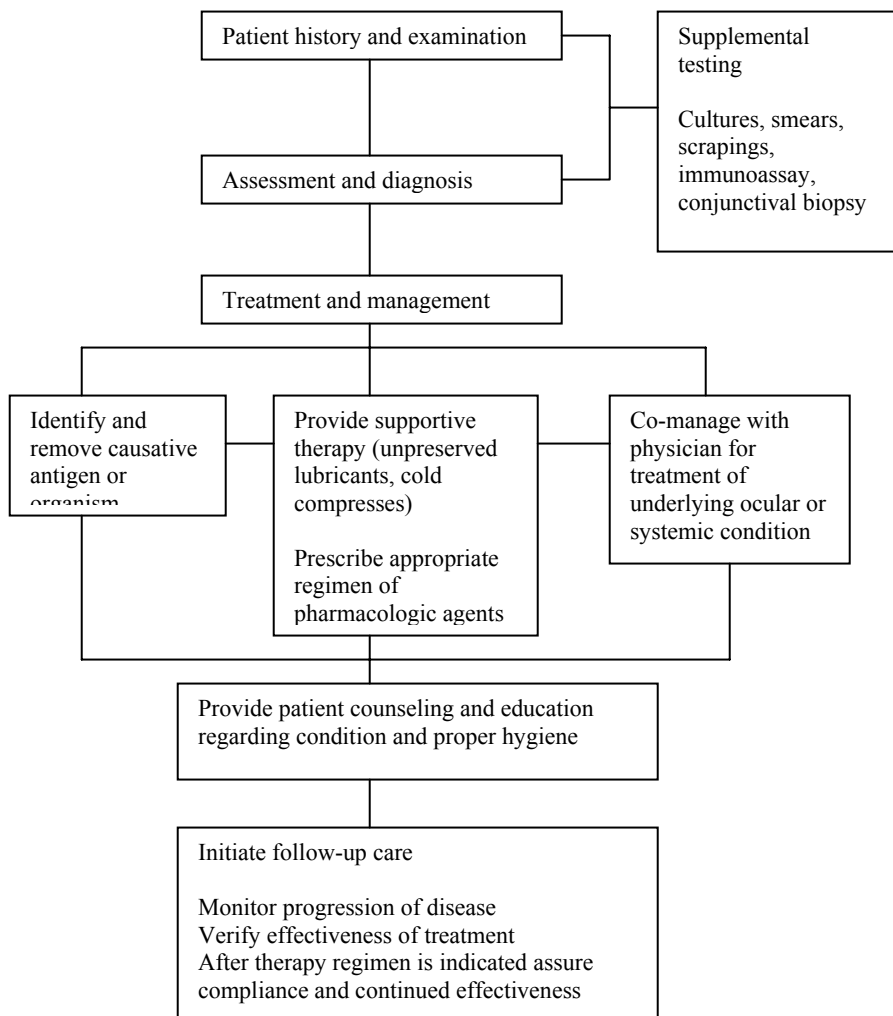 Patient history and examination
Supplemental
testing
Cultures, smears,
scrapings,
immunoassay,
conjunctival biopsy
Assessment and diagnosis
Treatment and management
Identify and
remove causative
antigen or
organism
Provide supportive
therapy (unpreserved
lubricants, cold
compresses)
Prescribe appropriate
regimen of
pharmacologic agents
Co-manage with
physician for
treatment of
underlying ocular or
systemic condition
Provide patient counseling and education
regarding condition and proper hygiene
Initiate follow-up care
Monitor progression of disease
Verify effectiveness of treatment
After therapy regimen is indicated assure
compliance and continued effectiveness